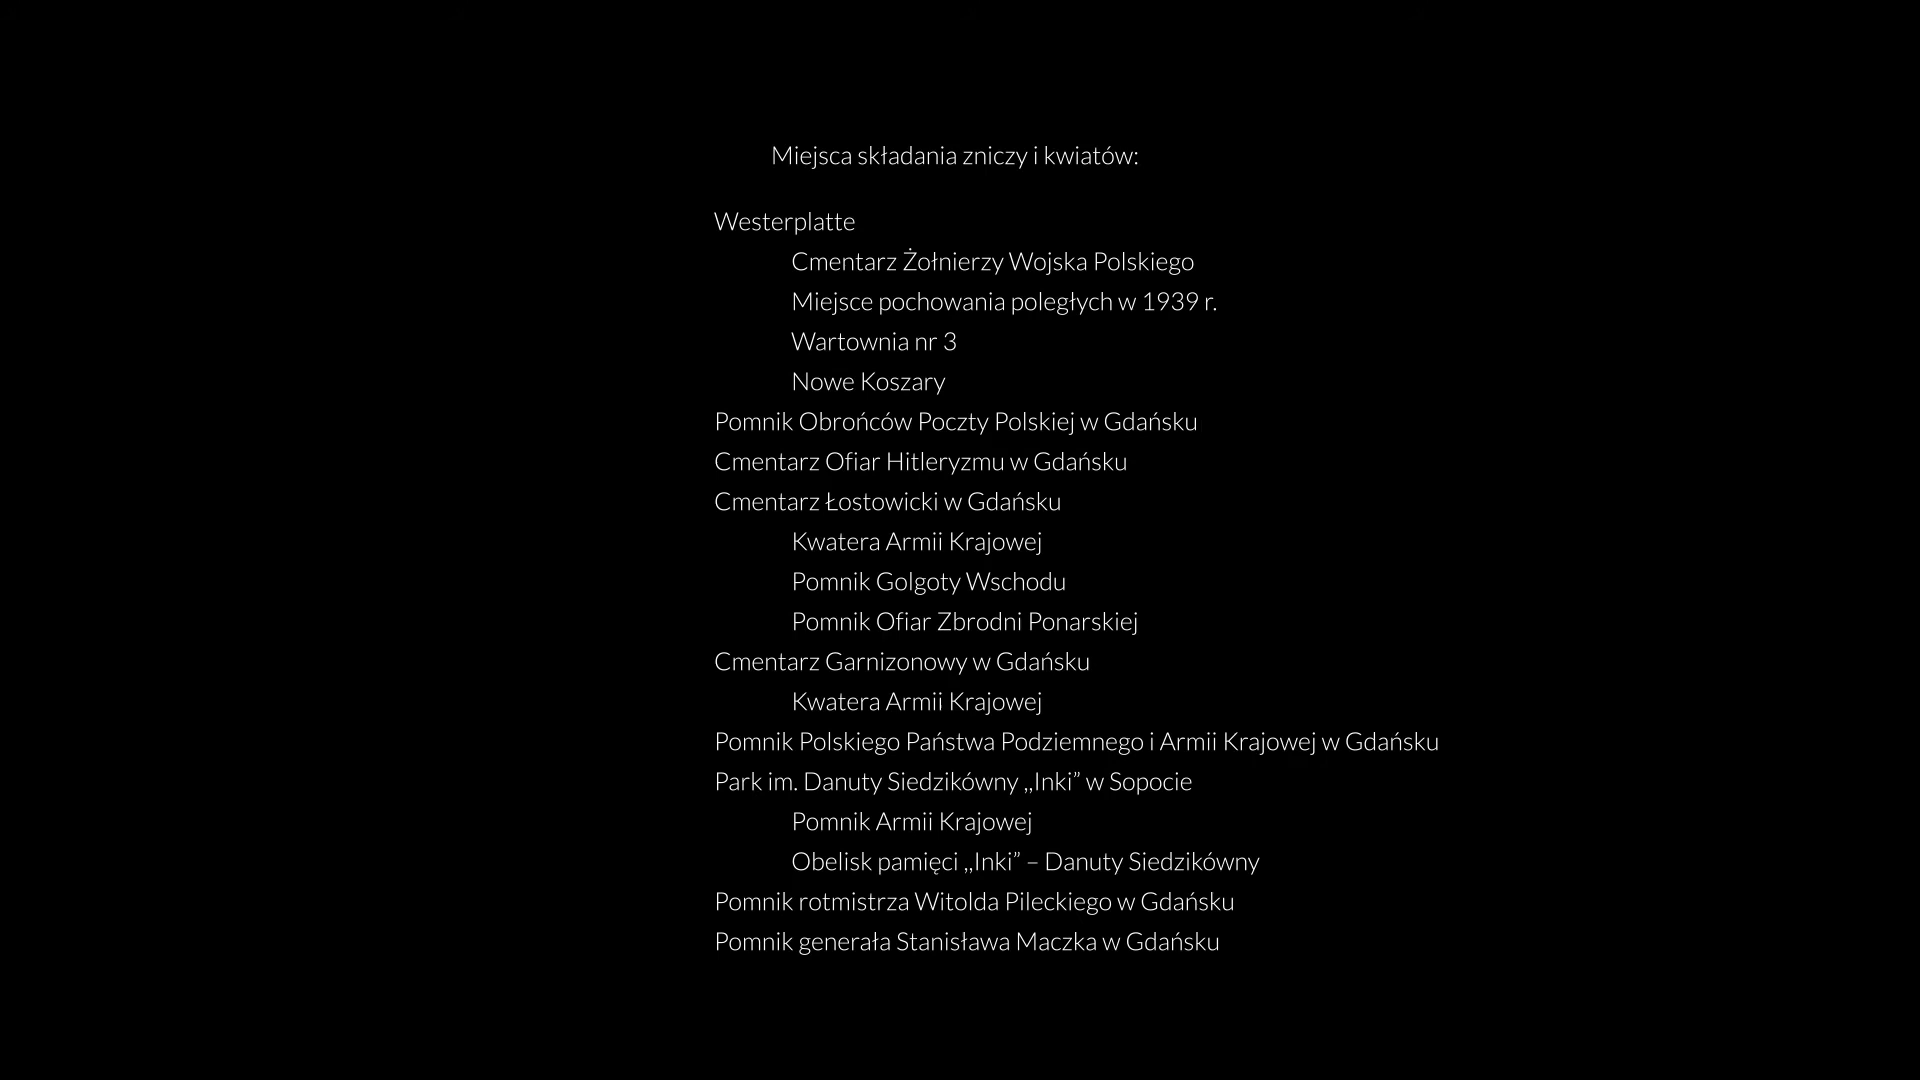 Miejsca składania zniczy i kwiatów:
Westerplatte
Cmentarz Żołnierzy Wojska Polskiego
Miejsce pochowania poległych w 1939 r.
Wartownia nr 3
Nowe Koszary
Pomnik Obrońców Poczty Polskiej w Gdańsku
Cmentarz Ofiar Hitleryzmu w Gdańsku
Cmentarz Łostowicki w Gdańsku
Kwatera Armii Krajowej
Pomnik Golgoty Wschodu
Pomnik Ofiar Zbrodni Ponarskiej
Cmentarz Garnizonowy w Gdańsku
Kwatera Armii Krajowej
Pomnik Polskiego Państwa Podziemnego i Armii Krajowej w Gdańsku
Park im. Danuty Siedzikówny ,,Inki” w Sopocie
Pomnik Armii Krajowej
Obelisk pamięci ,,Inki” – Danuty Siedzikówny
Pomnik rotmistrza Witolda Pileckiego w Gdańsku
Pomnik generała Stanisława Maczka w Gdańsku